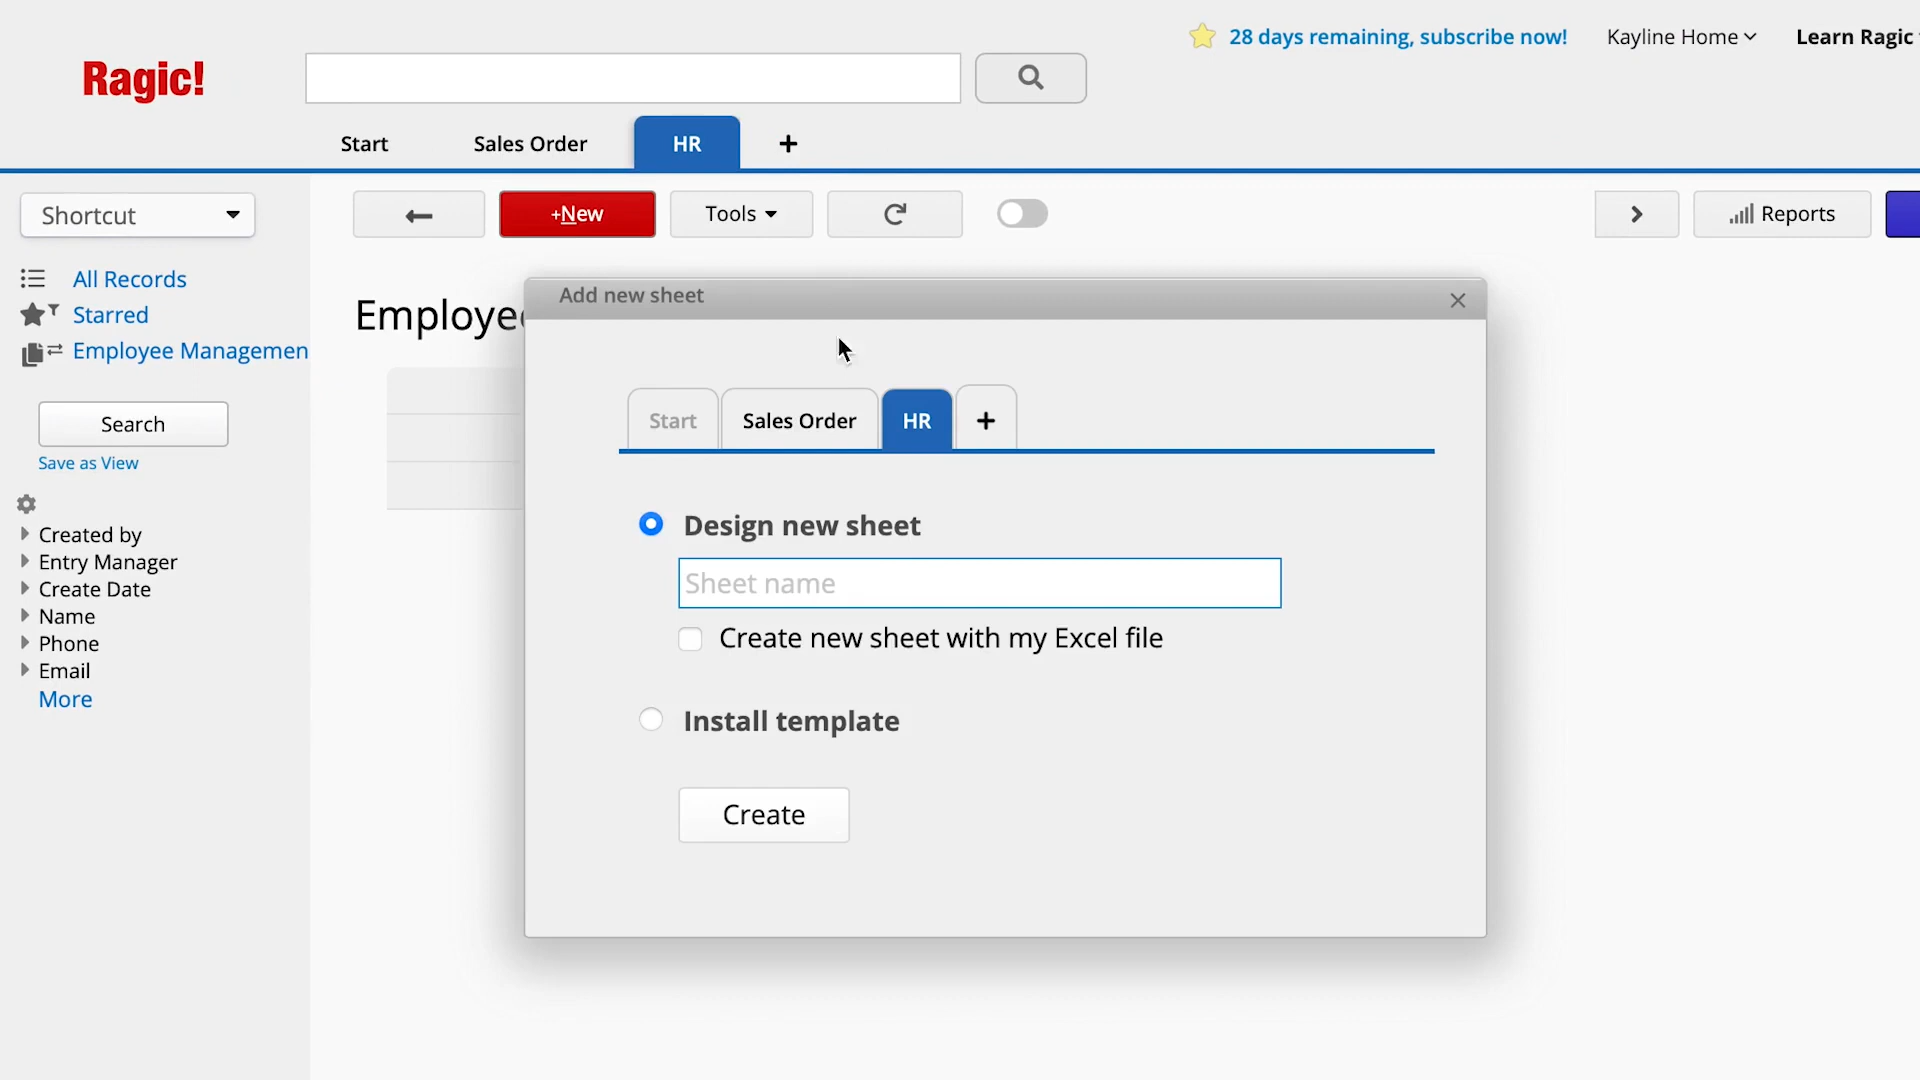 28 days remaining, subscribe now!
Kayline Home
Learn Ragic
Ragic!
Start
Sales Order
HR
+
Shortcut
+New
Tools
Reports
All Records
Starred
Employee Managemen
Search
Save as View
Created by
Entry Manager
Create Date
Name
Phone
Email
More
Employe
Add new sheet
Start
Sales Order
HR
+
Design new sheet
Sheet name
Create new sheet with my Excel file
Install template
Create